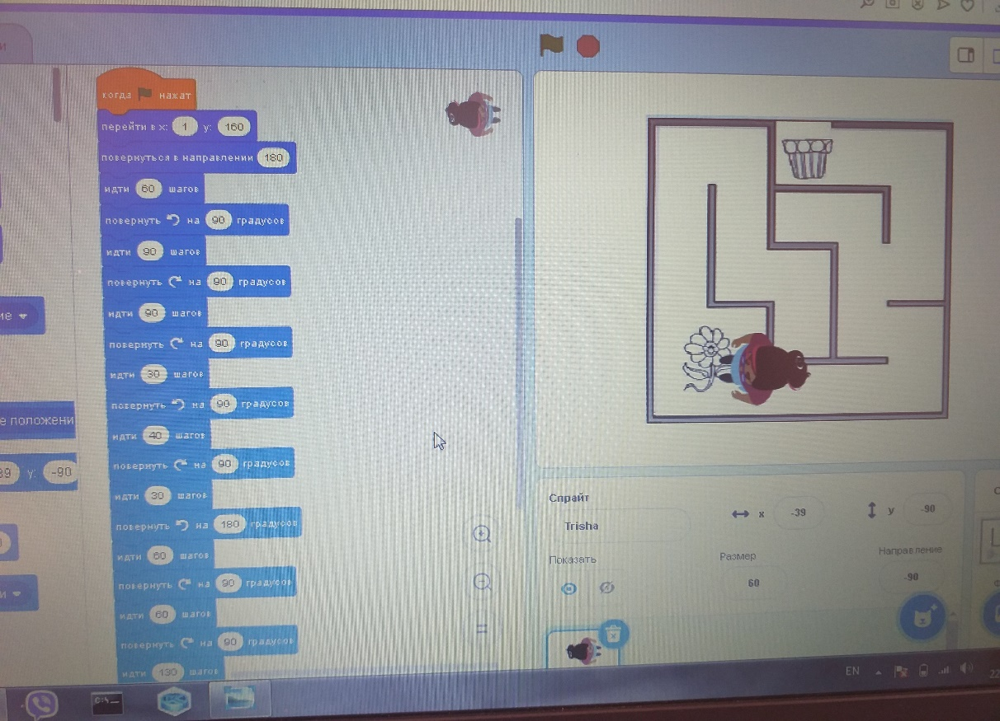 и
когда нажат
перейти в x: 1 y: 160
повернуться в направлении 180
идти 60 шагов
повернуть на 90 градусов
идти 90 шагов
повернуть на 90 градусов
идти 90 шагов
повернуть на 90 градусов
идти 30 шагов
повернуть на 90 градусов
идти 40 шагов
повернуть на 90 градусов
идти 30 шагов
повернуть на 180 градусов
идти 60 шагов
повернуть на 90 градусов
идти 60 шагов
повернуть на 90 градусов
идти 130 шагов
ие
е положени
39 y: -90
и
Спрайт
Trisha
x -39
y -90
Показать
Размер
60
Направление
-90
C:\
EN
22